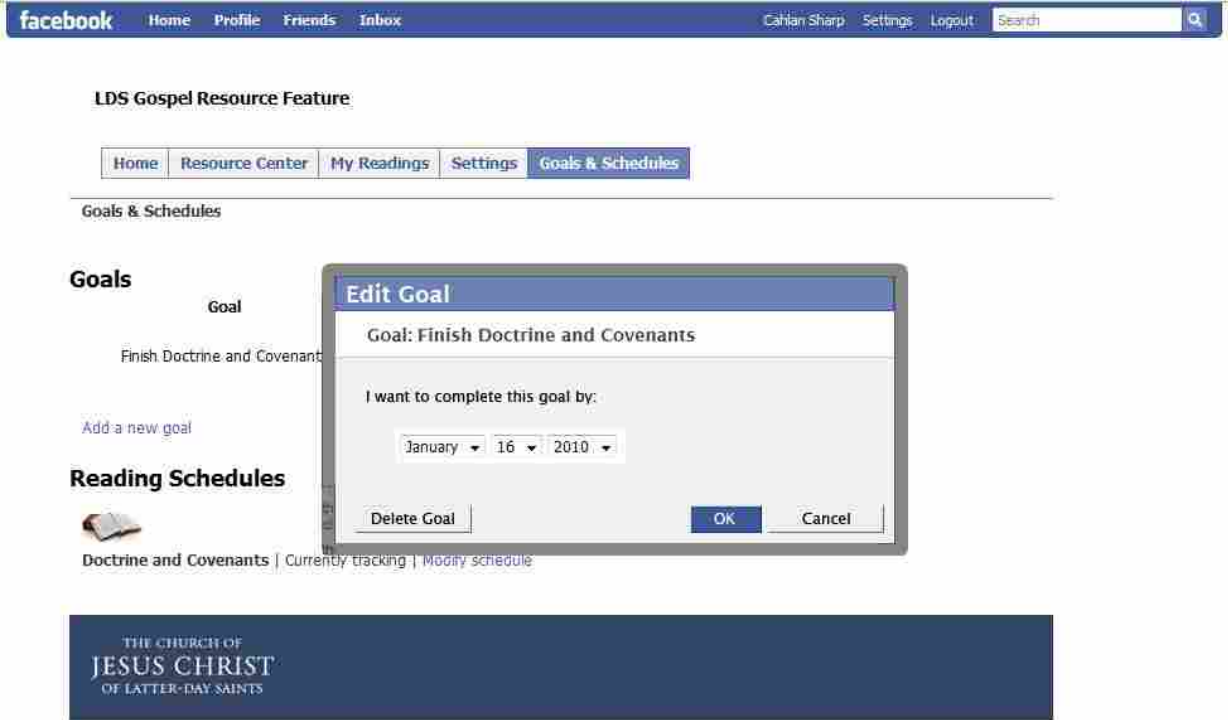 facebook Home Profile Friends Inbox Cahlan Sharp Settings Logout Search
LDS Gospel Resource Feature
Home Resource Center My Readings Settings Goals & Schedules
Goals & Schedules
Goals
Goal
Finish Doctrine and Covenant
Edit Goal
Goal: Finish Doctrine and Covenants
I want to complete this goal by:
January 16 2010
Delete Goal OK Cancel
Add a new goal
Reading Schedules
Doctrine and Covenants | Currently tracking | Modify schedule
THE CHURCH OF
JESUS CHRIST
OF LATTER-DAY SAINTS